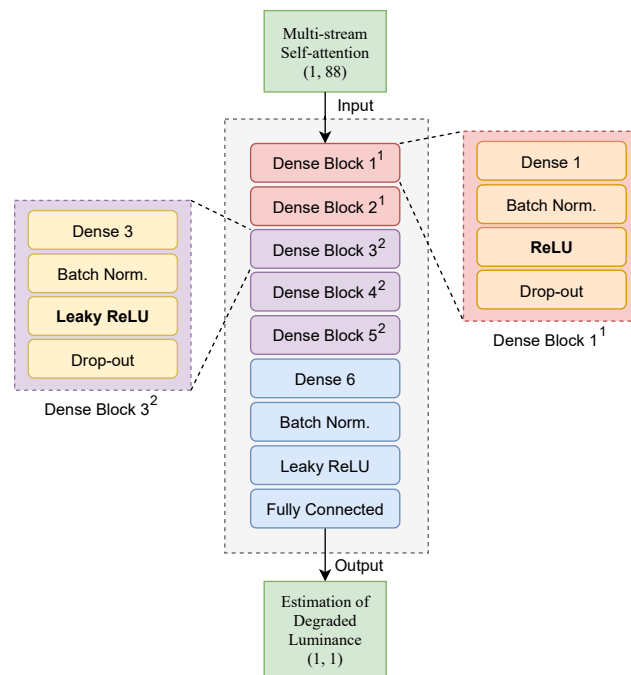 Multi-stream
Self-attention
(1, 88)
Input
Dense Block 1¹
Dense Block 2¹
Dense Block 3²
Dense Block 4²
Dense Block 5²
Dense 6
Batch Norm.
Leaky ReLU
Fully Connected
Output
Estimation of
Degraded
Luminance
(1, 1)
Dense 3
Batch Norm.
Leaky ReLU
Drop-out
Dense Block 3²
Dense 1
Batch Norm.
ReLU
Drop-out
Dense Block 1¹